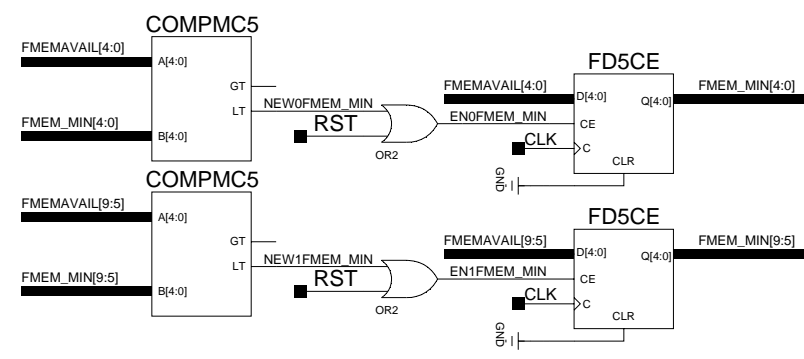 COMPMC5
FMEMAVAIL[4:0]
A[4:0]
GT
LT
NEW0FMEM_MIN
FMEM_MIN[4:0]
B[4:0]
RST
OR2
FD5CE
FMEMAVAIL[4:0]
FMEM_MIN[4:0]
D[4:0]
Q[4:0]
EN0FMEM_MIN
CE
CLK
C
CLR
GND
COMPMC5
FMEMAVAIL[9:5]
A[4:0]
GT
LT
NEW1FMEM_MIN
FMEM_MIN[9:5]
B[4:0]
RST
OR2
FD5CE
FMEMAVAIL[9:5]
FMEM_MIN[9:5]
D[4:0]
Q[4:0]
EN1FMEM_MIN
CE
CLK
C
CLR
GND